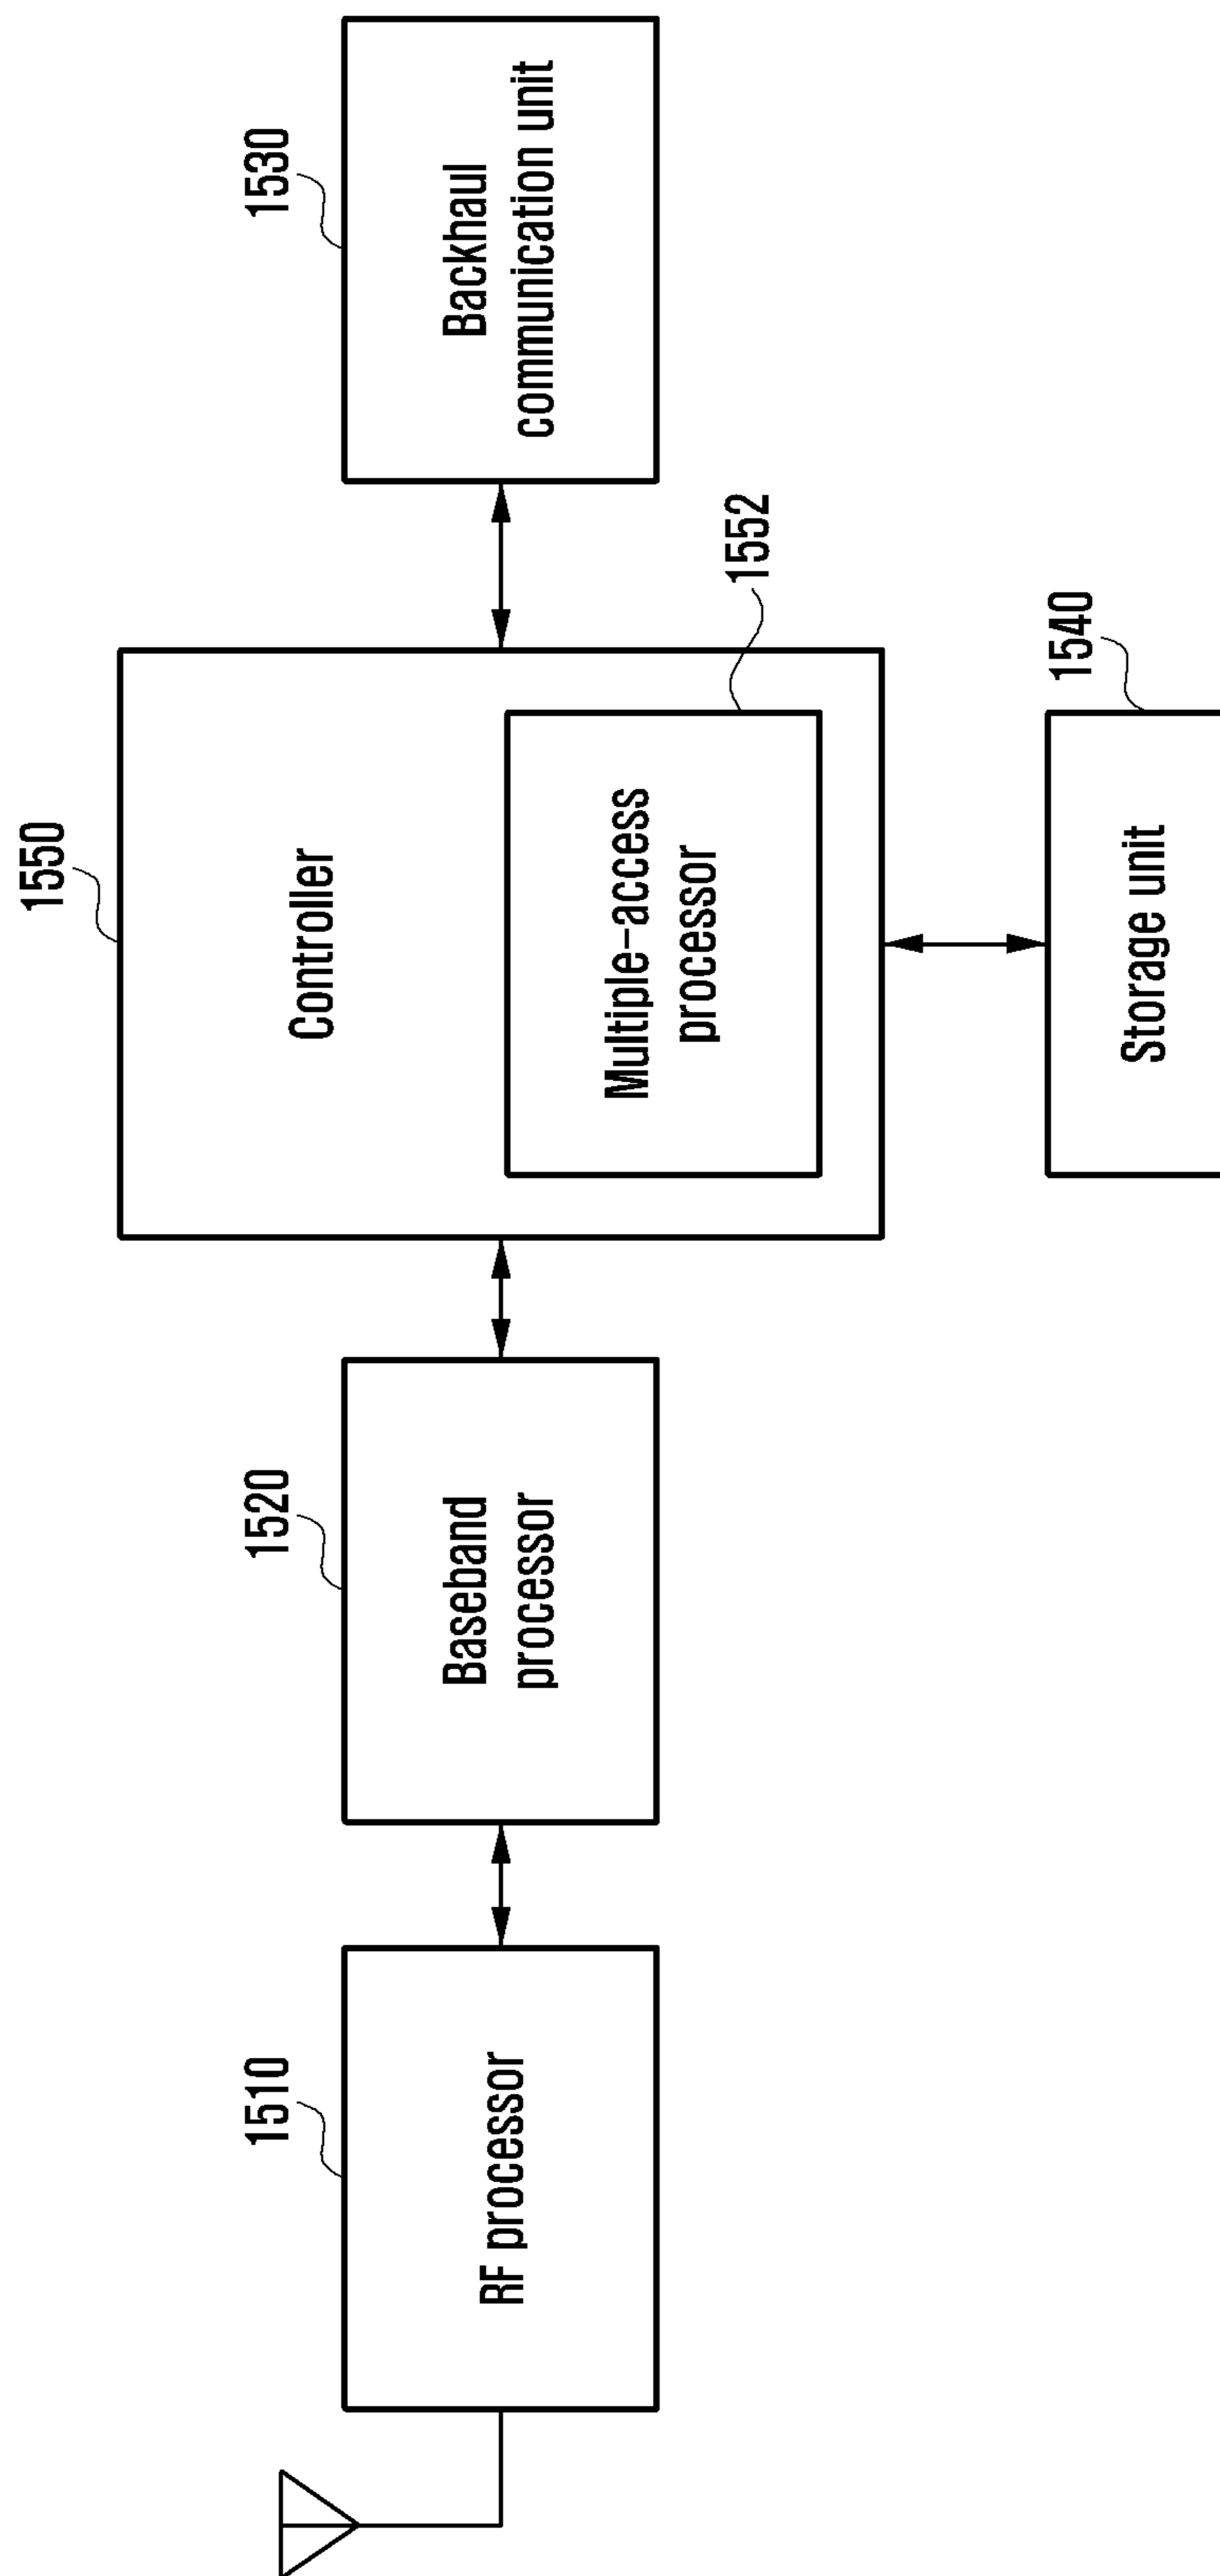 1550
1510
1520
1530
Controller
RF processor
Baseband
processor
Backhaul
communication unit
Multiple-access
processor
1552
1540
Storage unit